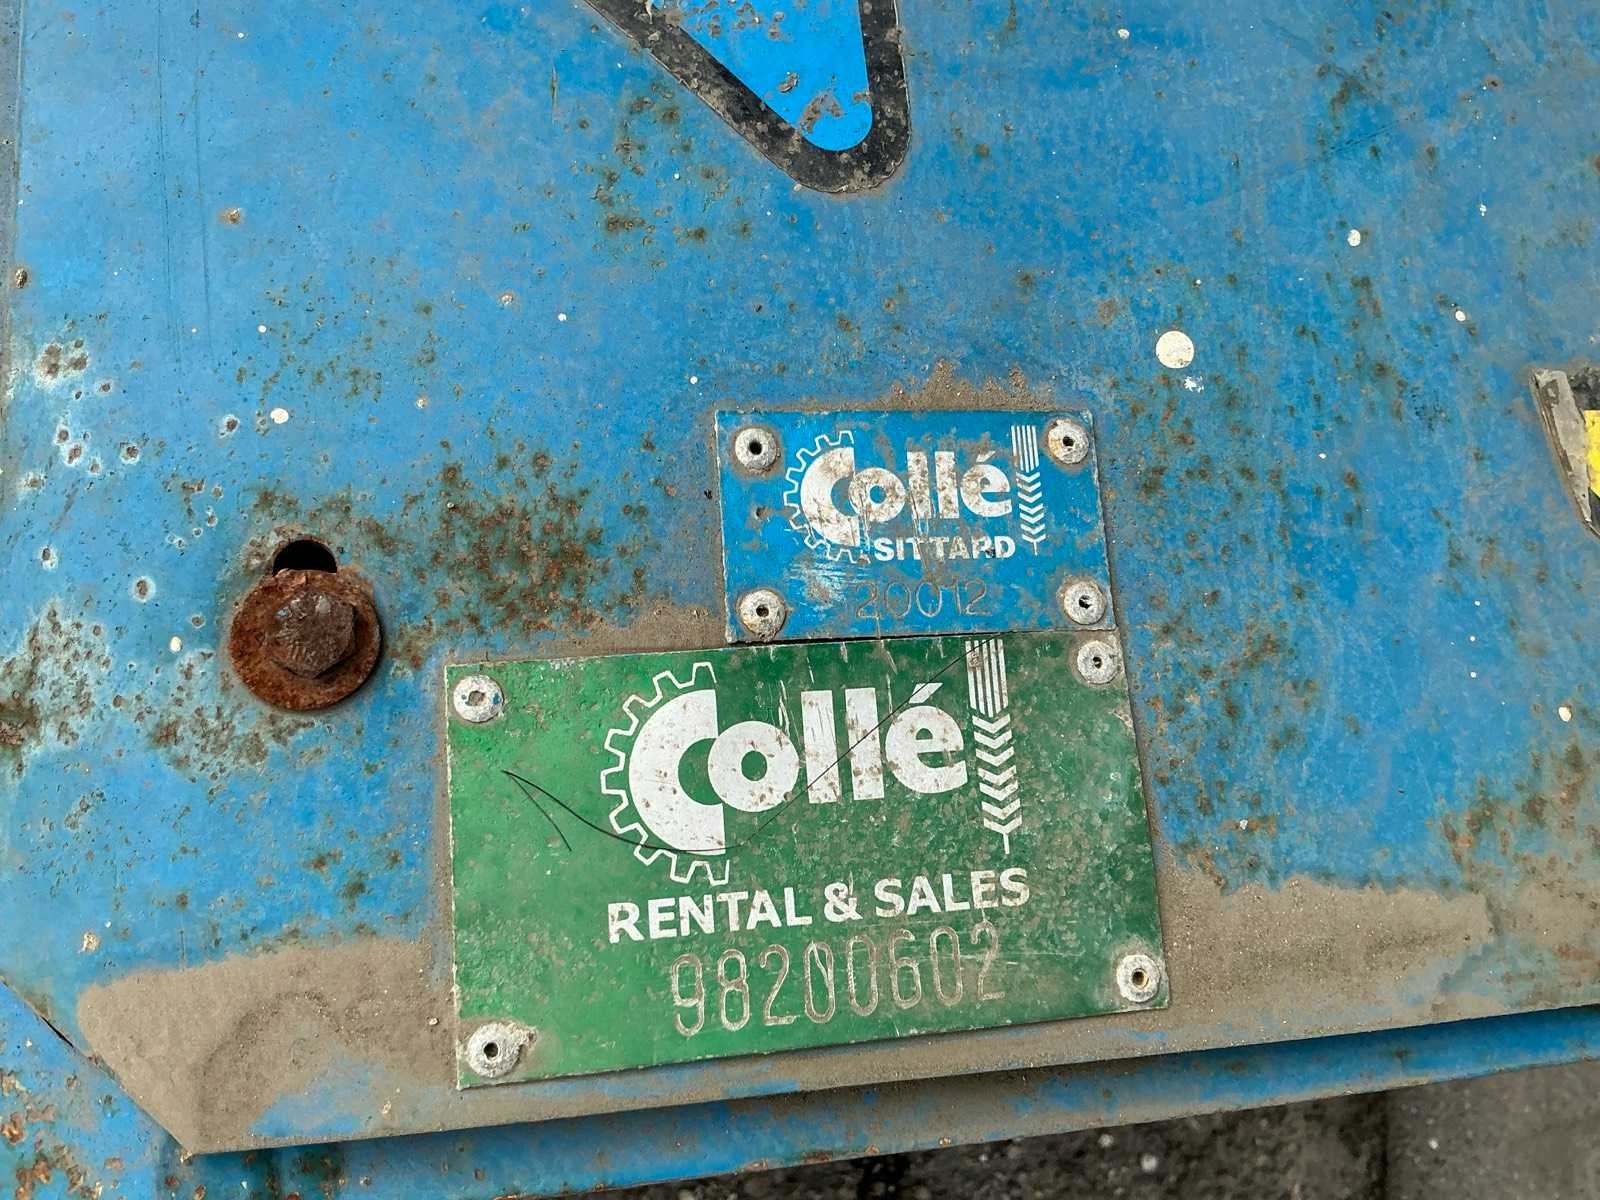 Collé
SITTARD
20012
Collé
RENTAL & SALES
98200602